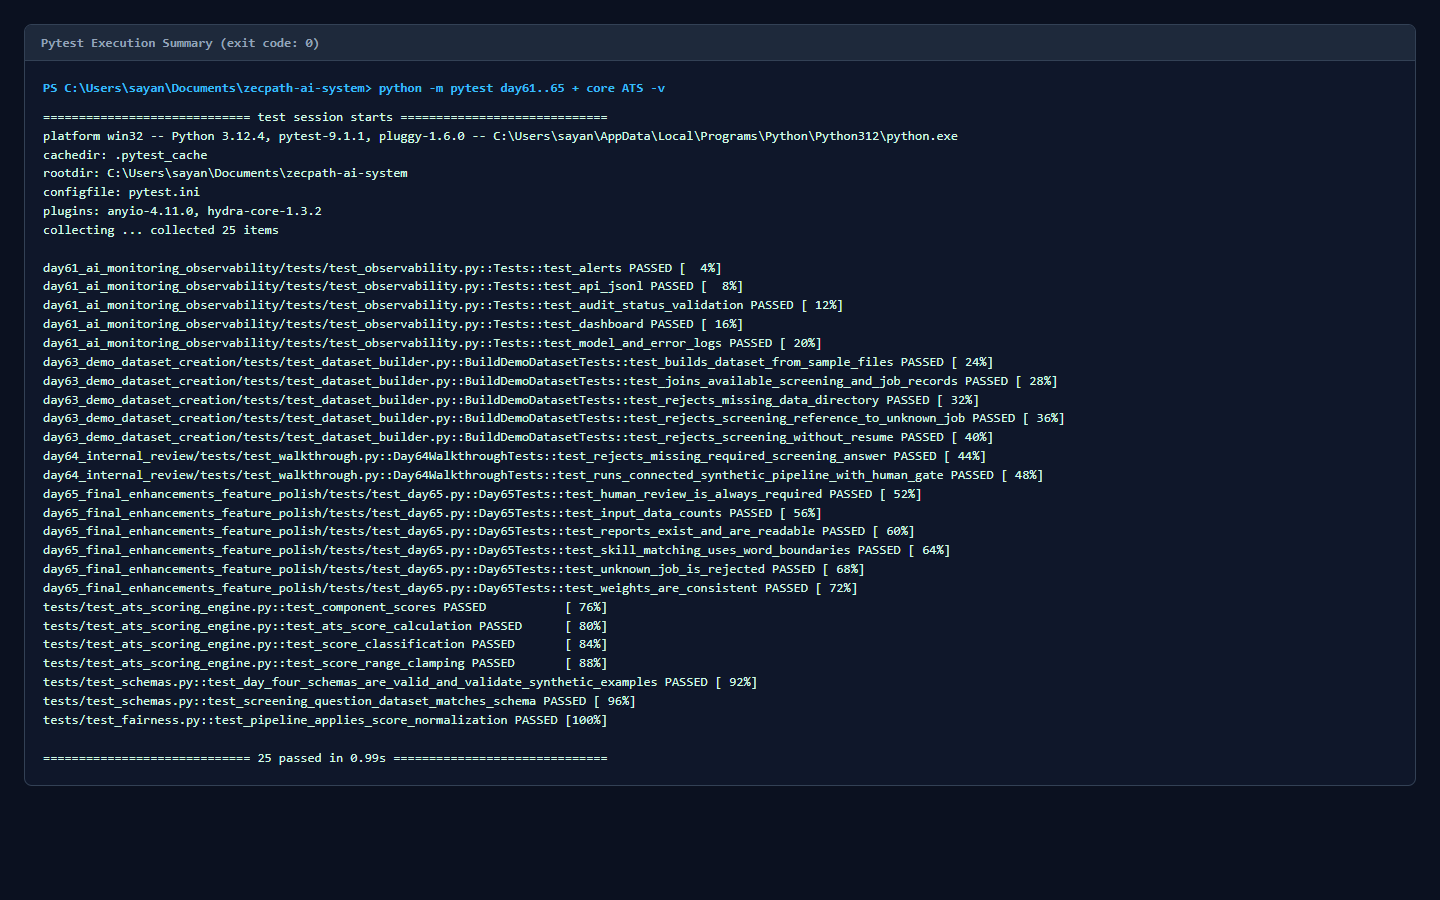 Pytest Execution Summary (exit code: 0)
PS C:\Users\sayan\Documents\zecpath-ai-system> python -m pytest day61..65 + core ATS -v
============================= test session starts =============================
platform win32 -- Python 3.12.4, pytest-9.1.1, pluggy-1.6.0 -- C:\Users\sayan\AppData\Local\Programs\Python\Python312\python.exe
cachedir: .pytest_cache
rootdir: C:\Users\sayan\Documents\zecpath-ai-system
configfile: pytest.ini
plugins: anyio-4.11.0, hydra-core-1.3.2
collecting ... collected 25 items
day61_ai_monitoring_observability/tests/test_observability.py::Tests::test_alerts PASSED [  4%]
day61_ai_monitoring_observability/tests/test_observability.py::Tests::test_api_jsonl PASSED [  8%]
day61_ai_monitoring_observability/tests/test_observability.py::Tests::test_audit_status_validation PASSED [ 12%]
day61_ai_monitoring_observability/tests/test_observability.py::Tests::test_dashboard PASSED [ 16%]
day61_ai_monitoring_observability/tests/test_observability.py::Tests::test_model_and_error_logs PASSED [ 20%]
day63_demo_dataset_creation/tests/test_dataset_builder.py::BuildDemoDatasetTests::test_builds_dataset_from_sample_files PASSED [ 24%]
day63_demo_dataset_creation/tests/test_dataset_builder.py::BuildDemoDatasetTests::test_joins_available_screening_and_job_records PASSED [ 28%]
day63_demo_dataset_creation/tests/test_dataset_builder.py::BuildDemoDatasetTests::test_rejects_missing_data_directory PASSED [ 32%]
day63_demo_dataset_creation/tests/test_dataset_builder.py::BuildDemoDatasetTests::test_rejects_screening_reference_to_unknown_job PASSED [ 36%]
day63_demo_dataset_creation/tests/test_dataset_builder.py::BuildDemoDatasetTests::test_rejects_screening_without_resume PASSED [ 40%]
day64_internal_review/tests/test_walkthrough.py::Day64WalkthroughTests::test_rejects_missing_required_screening_answer PASSED [ 44%]
day64_internal_review/tests/test_walkthrough.py::Day64WalkthroughTests::test_runs_connected_synthetic_pipeline_with_human_gate PASSED [ 48%]
day65_final_enhancements_feature_polish/tests/test_day65.py::Day65Tests::test_human_review_is_always_required PASSED [ 52%]
day65_final_enhancements_feature_polish/tests/test_day65.py::Day65Tests::test_input_data_counts PASSED [ 56%]
day65_final_enhancements_feature_polish/tests/test_day65.py::Day65Tests::test_reports_exist_and_are_readable PASSED [ 60%]
day65_final_enhancements_feature_polish/tests/test_day65.py::Day65Tests::test_skill_matching_uses_word_boundaries PASSED [ 64%]
day65_final_enhancements_feature_polish/tests/test_day65.py::Day65Tests::test_unknown_job_is_rejected PASSED [ 68%]
day65_final_enhancements_feature_polish/tests/test_day65.py::Day65Tests::test_weights_are_consistent PASSED [ 72%]
tests/test_ats_scoring_engine.py::test_component_scores PASSED           [ 76%]
tests/test_ats_scoring_engine.py::test_ats_score_calculation PASSED      [ 80%]
tests/test_ats_scoring_engine.py::test_score_classification PASSED       [ 84%]
tests/test_ats_scoring_engine.py::test_score_range_clamping PASSED       [ 88%]
tests/test_schemas.py::test_day_four_schemas_are_valid_and_validate_synthetic_examples PASSED [ 92%]
tests/test_schemas.py::test_screening_question_dataset_matches_schema PASSED [ 96%]
tests/test_fairness.py::test_pipeline_applies_score_normalization PASSED [100%]
============================= 25 passed in 0.99s ==============================